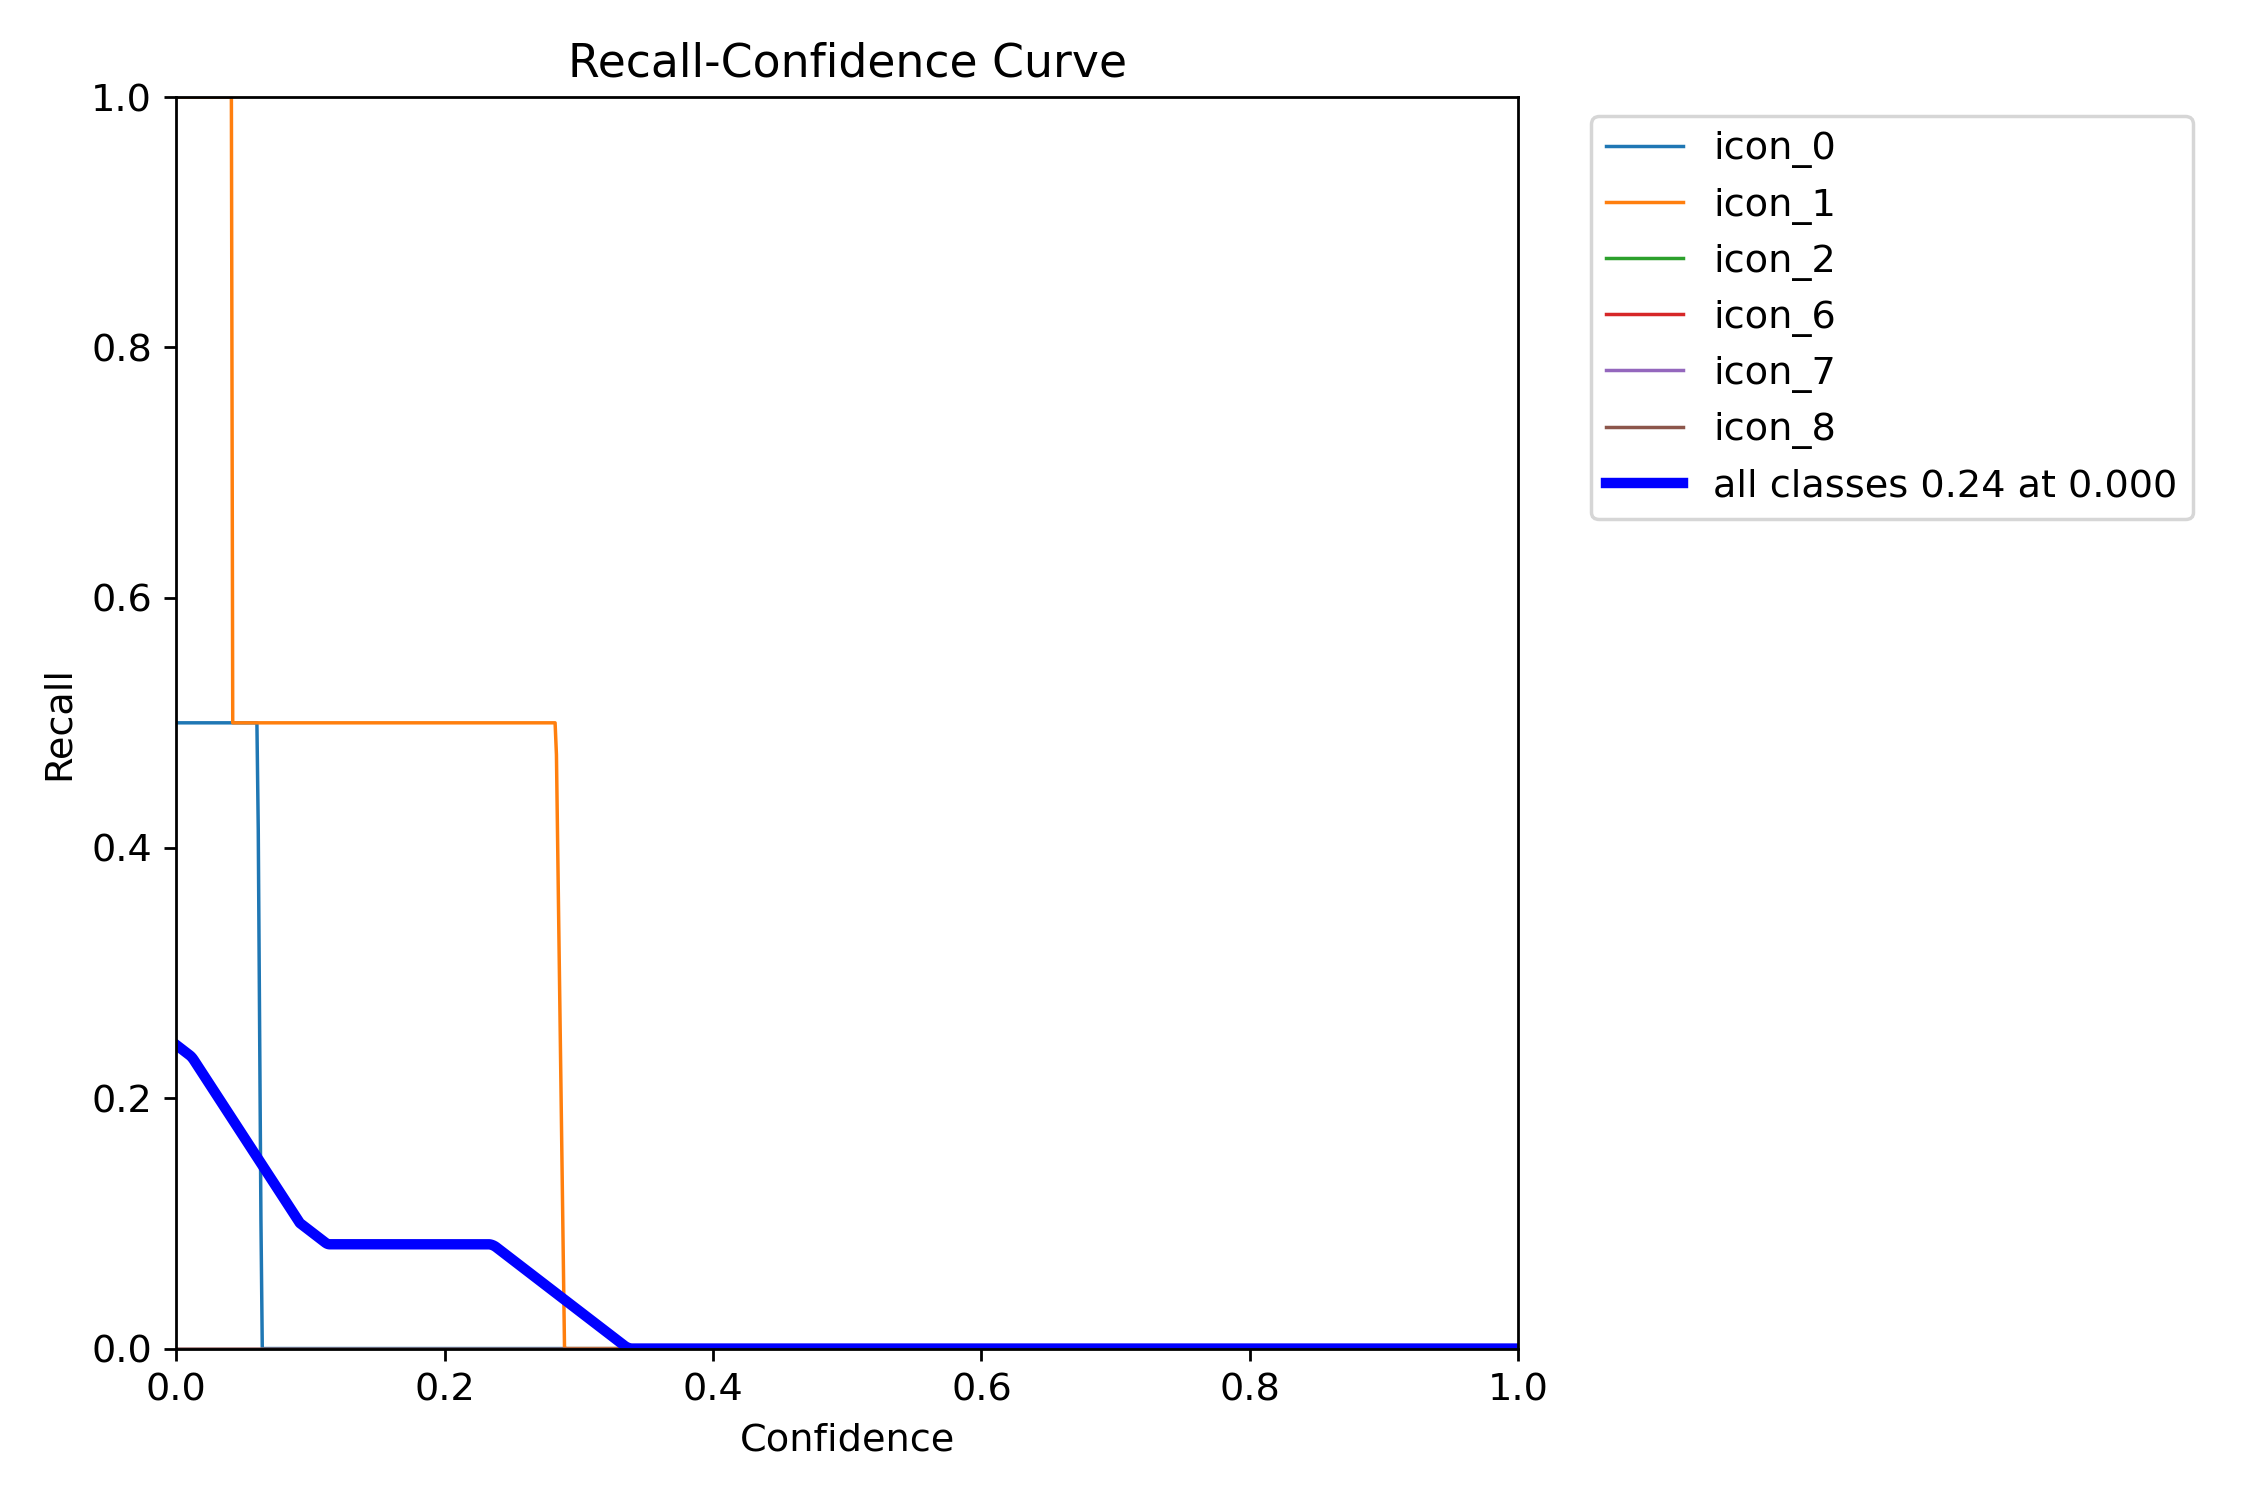 Recall-Confidence Curve
1.0
0.8
0.6
0.4
0.2
0.0
Recall
0.0 0.2 0.4 0.6 0.8 1.0
Confidence
icon_0
icon_1
icon_2
icon_6
icon_7
icon_8
all classes 0.24 at 0.000